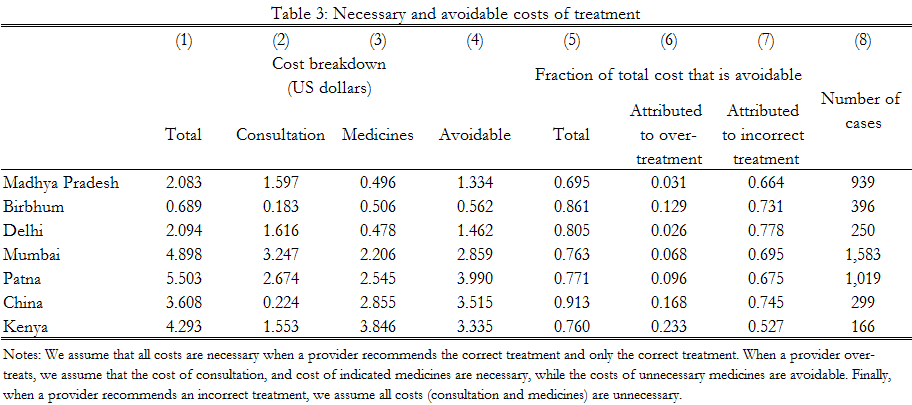 Table 3: Necessary and avoidable costs of treatment
(1) (2) (3) (4) (5) (6) (7) (8)
Cost breakdown
(US dollars)
Fraction of total cost that is avoidable
Number of
cases
Total Consultation Medicines Avoidable Total Attributed
to over-
treatment Attributed
to incorrect
treatment
Madhya Pradesh 2.083 1.597 0.496 1.334 0.695 0.031 0.664 939
Birbhum 0.689 0.183 0.506 0.562 0.861 0.129 0.731 396
Delhi 2.094 1.616 0.478 1.462 0.805 0.026 0.778 250
Mumbai 4.898 3.247 2.206 2.859 0.763 0.068 0.695 1,583
Patna 5.503 2.674 2.545 3.990 0.771 0.096 0.675 1,019
China 3.608 0.224 2.855 3.515 0.913 0.168 0.745 299
Kenya 4.293 1.553 3.846 3.335 0.760 0.233 0.527 166
Notes: We assume that all costs are necessary when a provider recommends the correct treatment and only the correct treatment. When a provider over-
treats, we assume that the cost of consultation, and cost of indicated medicines are necessary, while the costs of unnecessary medicines are avoidable. Finally,
when a provider recommends an incorrect treatment, we assume all costs (consultation and medicines) are unnecessary.